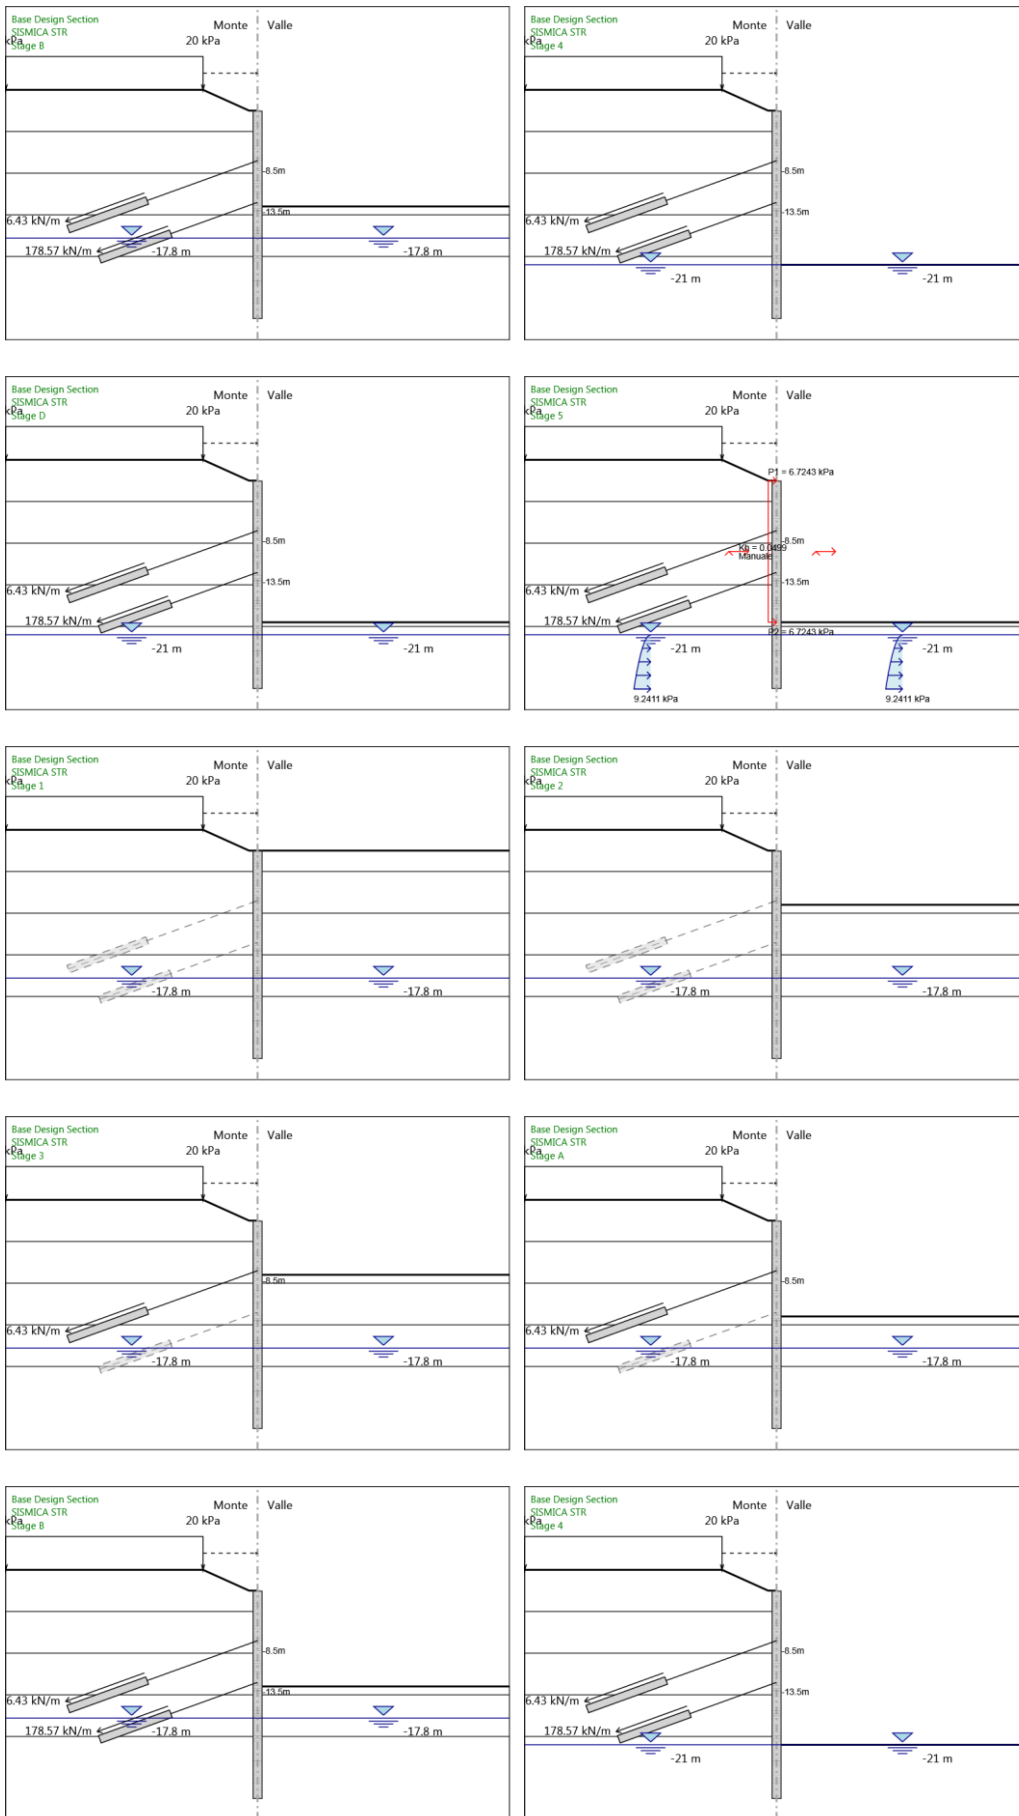 Base Design Section
SISMICA STR
Stage B
kPa
20 kPa
Monte
Valle
-8.5m
-13.5m
6.43 kN/m
178.57 kN/m
-17.8 m
-17.8 m
Base Design Section
SISMICA STR
Stage 4
kPa
20 kPa
Monte
Valle
-8.5m
-13.5m
6.43 kN/m
178.57 kN/m
-21 m
-21 m
Base Design Section
SISMICA STR
Stage D
kPa
20 kPa
Monte
Valle
-8.5m
-13.5m
6.43 kN/m
178.57 kN/m
-21 m
-21 m
Base Design Section
SISMICA STR
Stage 5
kPa
20 kPa
Monte
Valle
P1 = 6.7243 kPa
-8.5m
Kh = 0.0499
Manuale
-13.5m
6.43 kN/m
178.57 kN/m
P2 = 6.7243 kPa
-21 m
-21 m
9.2411 kPa
9.2411 kPa
Base Design Section
SISMICA STR
Stage 1
kPa
20 kPa
Monte
Valle
-17.8 m
-17.8 m
Base Design Section
SISMICA STR
Stage 2
kPa
20 kPa
Monte
Valle
-17.8 m
-17.8 m
Base Design Section
SISMICA STR
Stage 3
kPa
20 kPa
Monte
Valle
-8.5m
6.43 kN/m
-17.8 m
-17.8 m
Base Design Section
SISMICA STR
Stage A
kPa
20 kPa
Monte
Valle
-8.5m
6.43 kN/m
-17.8 m
-17.8 m
Base Design Section
SISMICA STR
Stage B
kPa
20 kPa
Monte
Valle
-8.5m
-13.5m
6.43 kN/m
178.57 kN/m
-17.8 m
-17.8 m
Base Design Section
SISMICA STR
Stage 4
kPa
20 kPa
Monte
Valle
-8.5m
-13.5m
6.43 kN/m
178.57 kN/m
-21 m
-21 m